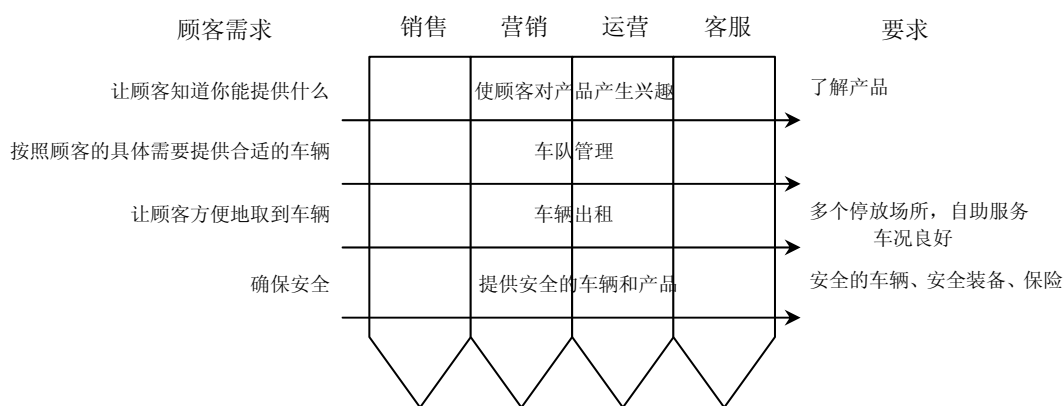 顾客需求 销售 营销 运营 客服 要求
让顾客知道你能提供什么 使顾客对产品产生兴趣 了解产品
按照顾客的具体需要提供合适的车辆 车队管理
让顾客方便地取到车辆 车辆出租 多个停放场所，自助服务
车况良好
确保安全 提供安全的车辆和产品 安全的车辆、安全装备、保险